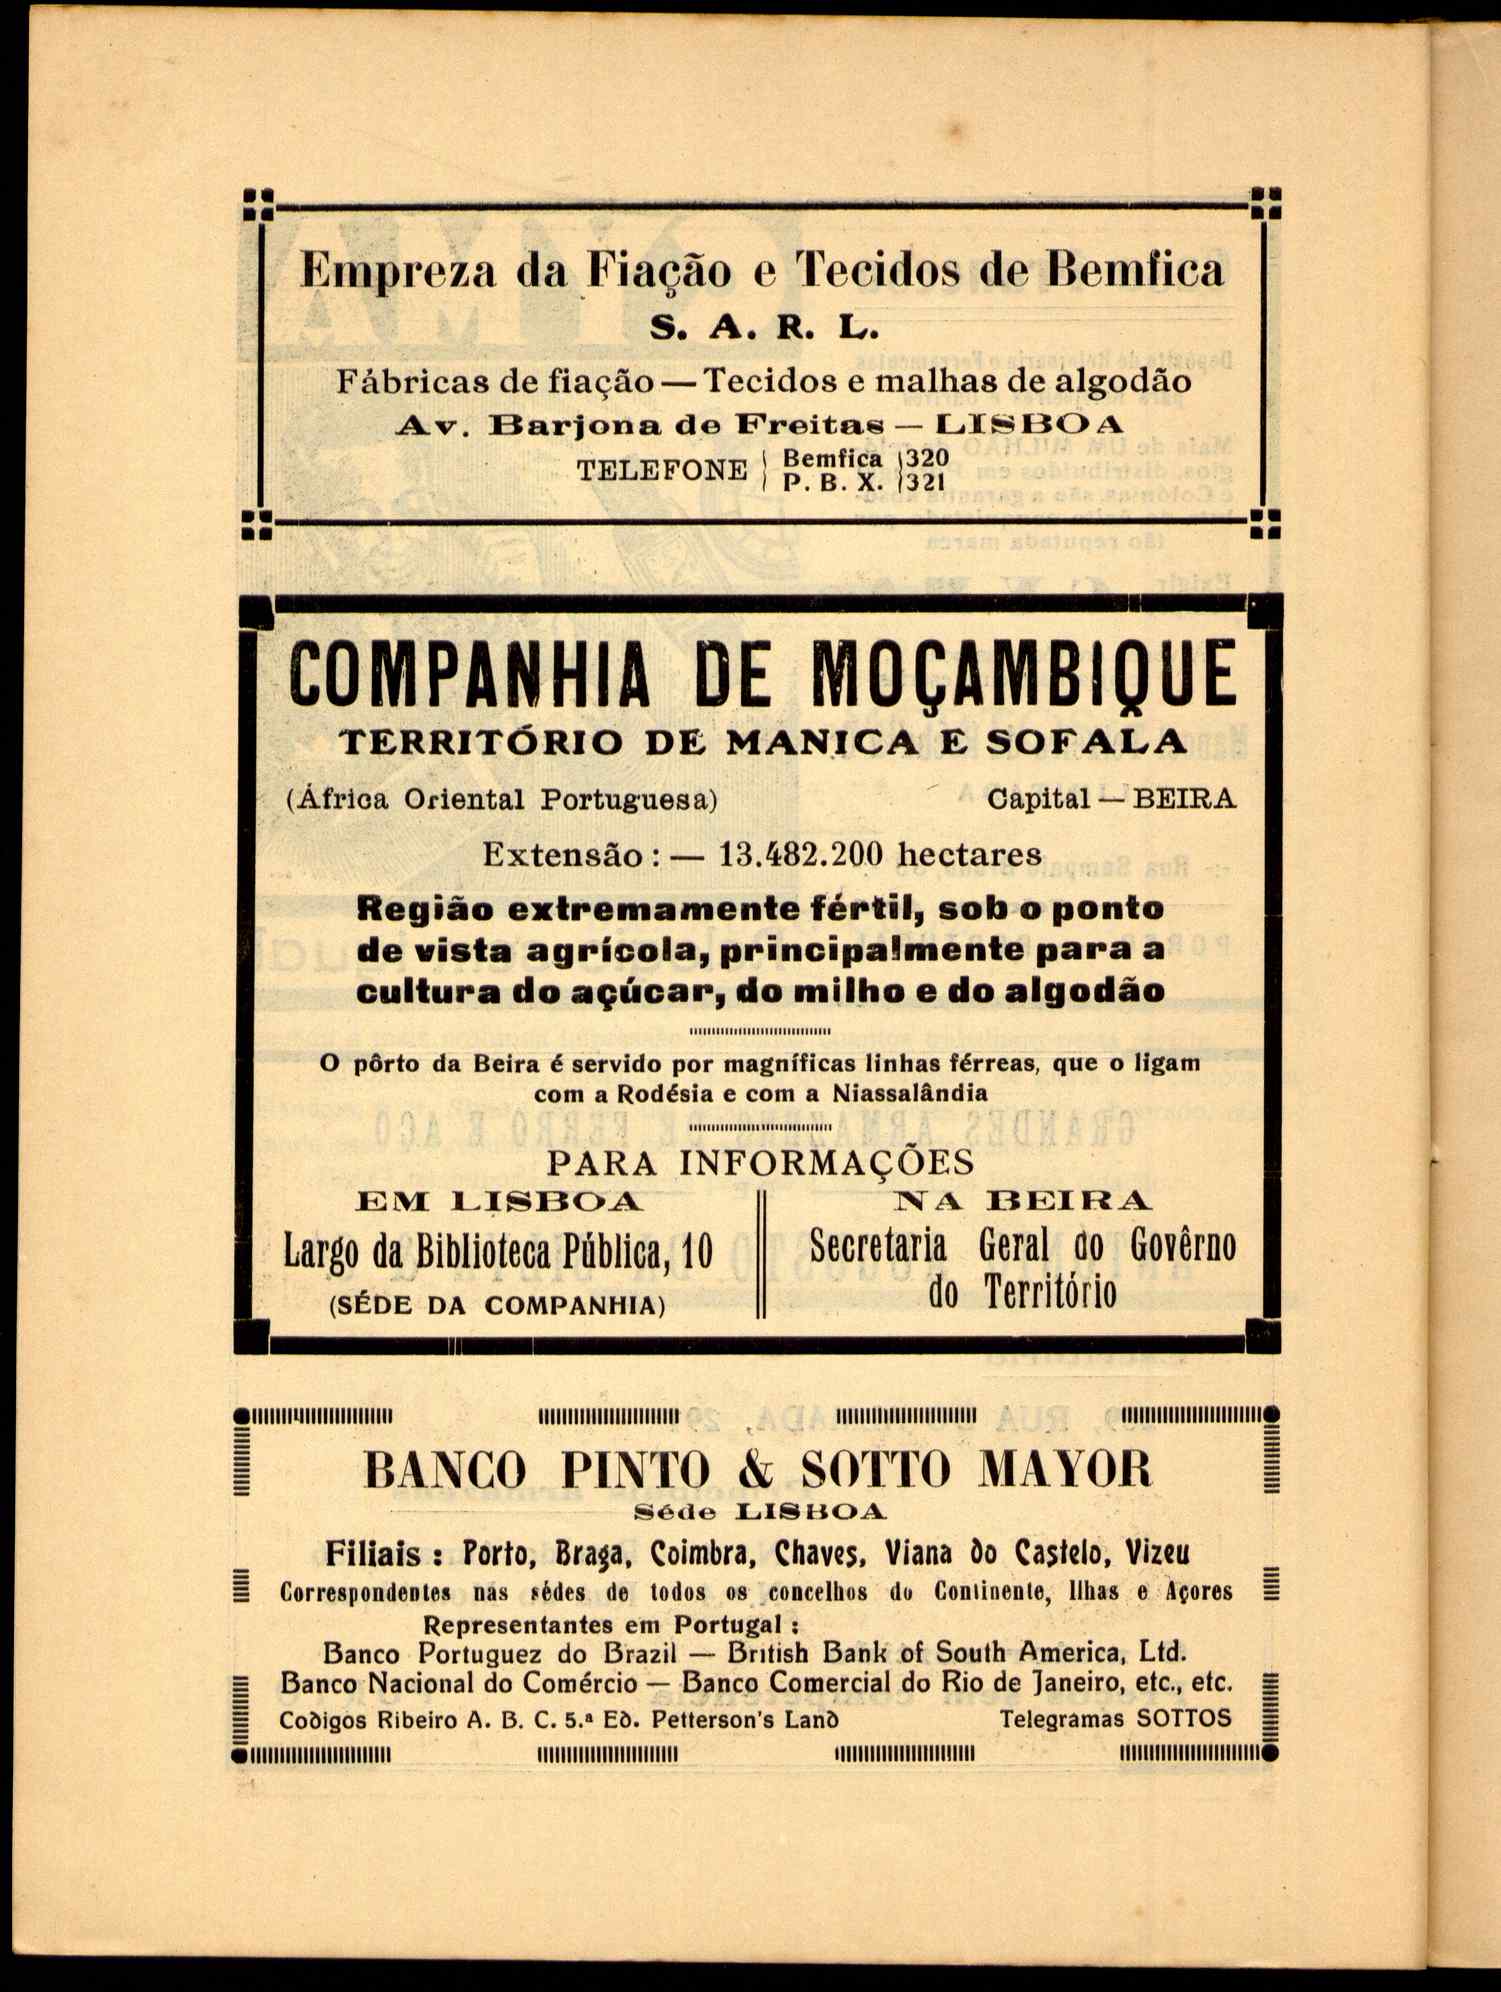 Empreza da Fiação e Tecidos de Bemfica
S. A. R. L.
Fábricas de fiação — Tecidos e malhas de algodão
Av. Barjona de Freitas — LISBOA
TELEFONE { Bemfica } 320
P. B. X. } 321
COMPANHIA DE MOÇAMBIQUE
TERRITÓRIO DE MANICA E SOFALA
(África Oriental Portuguesa) Capital — BEIRA
Extensão : — 13.482.200 hectares
Região extremamente fértil, sob o ponto
de vista agrícola, principalmente para a
cultura do açúcar, do milho e do algodão
O pôrto da Beira é servido por magníficas linhas férreas, que o ligam
com a Rodésia e com a Niassalândia
PARA INFORMAÇÕES
EM LISBOA
Largo da Biblioteca Pública, 10
(SÉDE DA COMPANHIA)
NA BEIRA
Secretaria Geral do Govêrno
do Território
BANCO PINTO & SOTTO MAYOR
Séde LISBOA
Filiais : Porto, Braga, Coimbra, Chaves, Viana do Castelo, Vizeu
Correspondentes nas sédes de todos os concelhos do Continente, Ilhas e Açores
Representantes em Portugal :
Banco Portuguez do Brazil — British Bank of South America, Ltd.
Banco Nacional do Comércio — Banco Comercial do Rio de Janeiro, etc., etc.
Codigos Ribeiro A. B. C. 5.ª Ed. Petterson's Land Telegramas SOTTOS